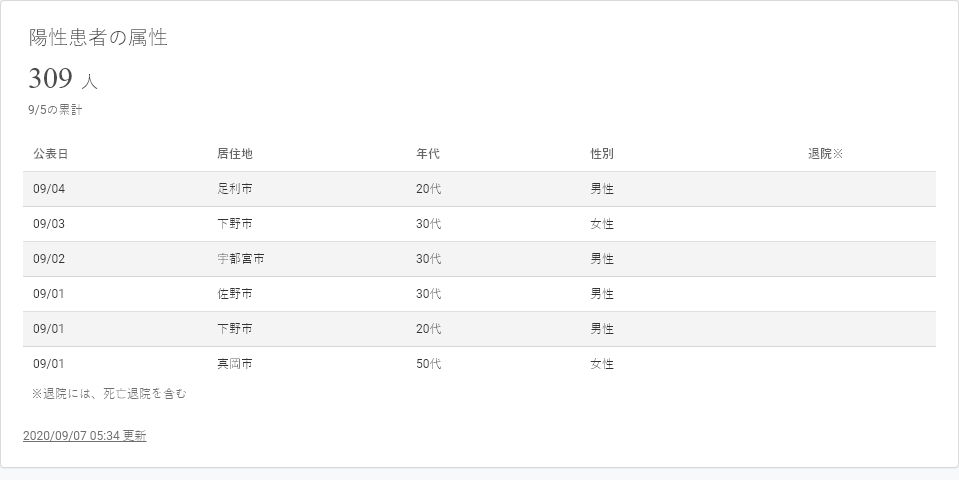 陽性患者の属性
309 人
9/5の累計
公表日 居住地 年代 性別 退院※
09/04 足利市 20代 男性
09/03 下野市 30代 女性
09/02 宇都宮市 30代 男性
09/01 佐野市 30代 男性
09/01 下野市 20代 男性
09/01 真岡市 50代 女性
※退院には、死亡退院を含む
2020/09/07 05:34 更新